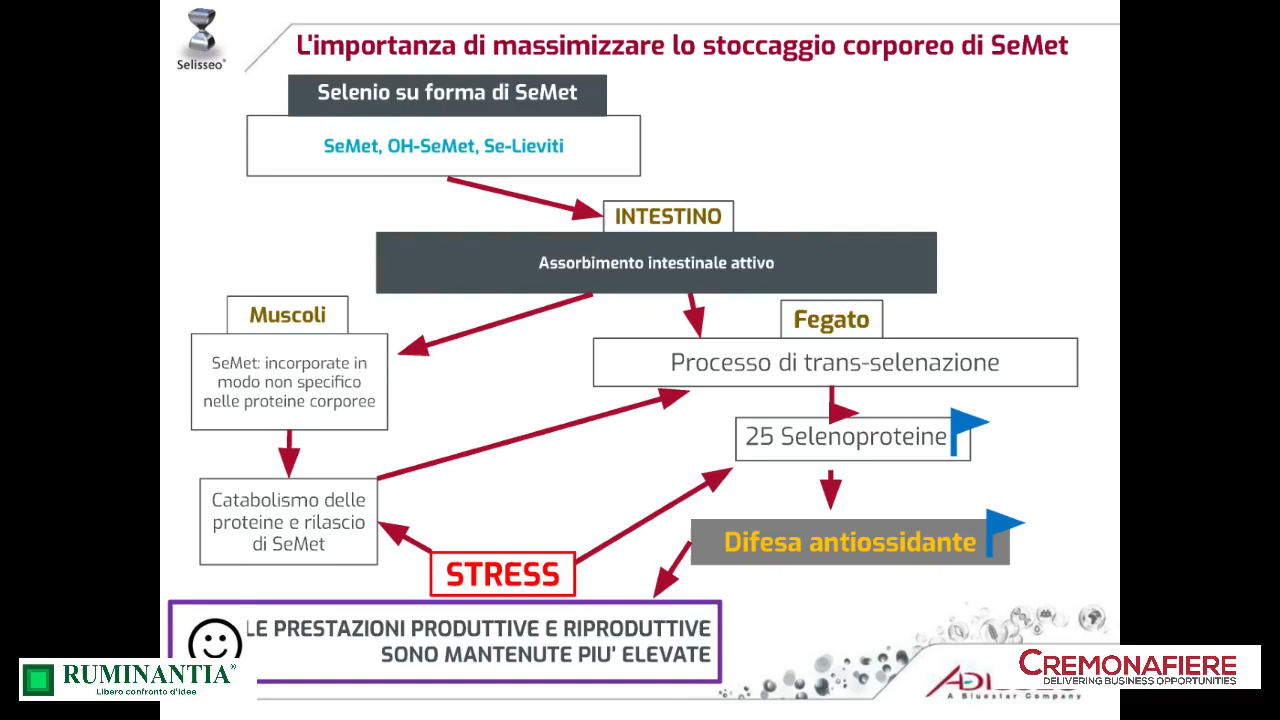 Selisseo®
L'importanza di massimizzare lo stoccaggio corporeo di SeMet
Selenio su forma di SeMet
SeMet, OH-SeMet, Se-Lieviti
INTESTINO
Assorbimento intestinale attivo
Muscoli
SeMet: incorporate in
modo non specifico
nelle proteine corporee
Fegato
Processo di trans-selenazione
25 Selenoproteine
Catabolismo delle
proteine e rilascio
di SeMet
STRESS
Difesa antiossidante
LE PRESTAZIONI PRODUTTIVE E RIPRODUTTIVE
SONO MANTENUTE PIU' ELEVATE
RUMINANTIA®
Libero confronto d'idee
A Bluestar Company
CREMONAFIERE
DELIVERING BUSINESS OPPORTUNITIES